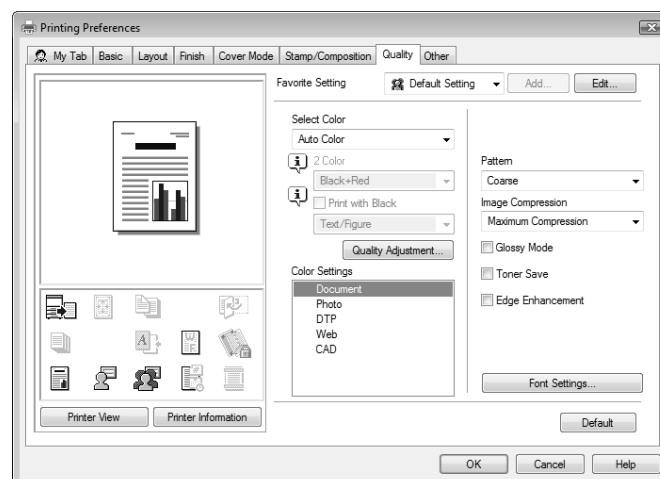 Printing Preferences
My Tab Basic Layout Finish Cover Mode Stamp/Composition Quality Other
Favorite Setting Default Setting Add... Edit...
Select Color
Auto Color
2 Color
Black+Red
Print with Black
Text/Figure
Quality Adjustment...
Color Settings
Document
Photo
DTP
Web
CAD
Pattern
Coarse
Image Compression
Maximum Compression
Glossy Mode
Toner Save
Edge Enhancement
Font Settings...
Printer View Printer Information
Default
OK Cancel Help